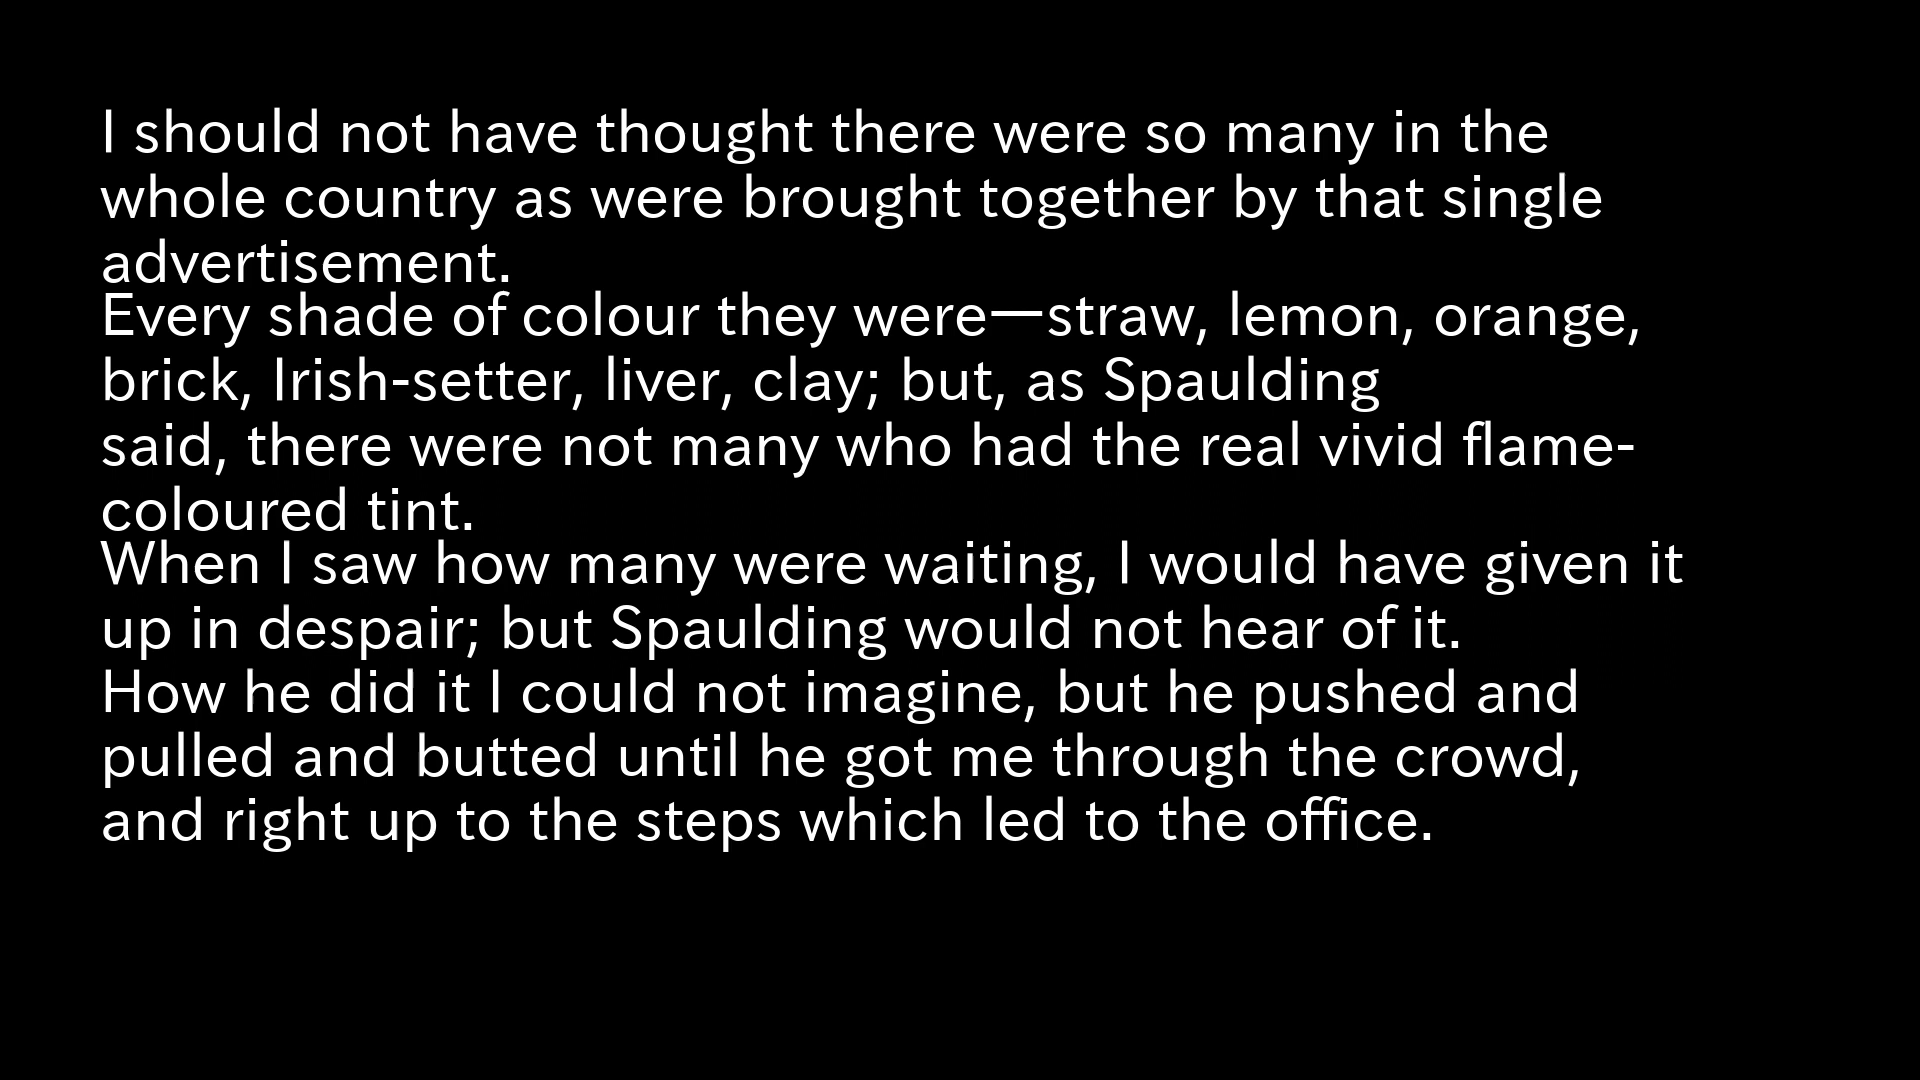 I should not have thought there were so many in the
whole country as were brought together by that single
advertisement.
Every shade of colour they were—straw, lemon, orange,
brick, Irish-setter, liver, clay; but, as Spaulding
said, there were not many who had the real vivid flame-
coloured tint.
When I saw how many were waiting, I would have given it
up in despair; but Spaulding would not hear of it.
How he did it I could not imagine, but he pushed and
pulled and butted until he got me through the crowd,
and right up to the steps which led to the office.